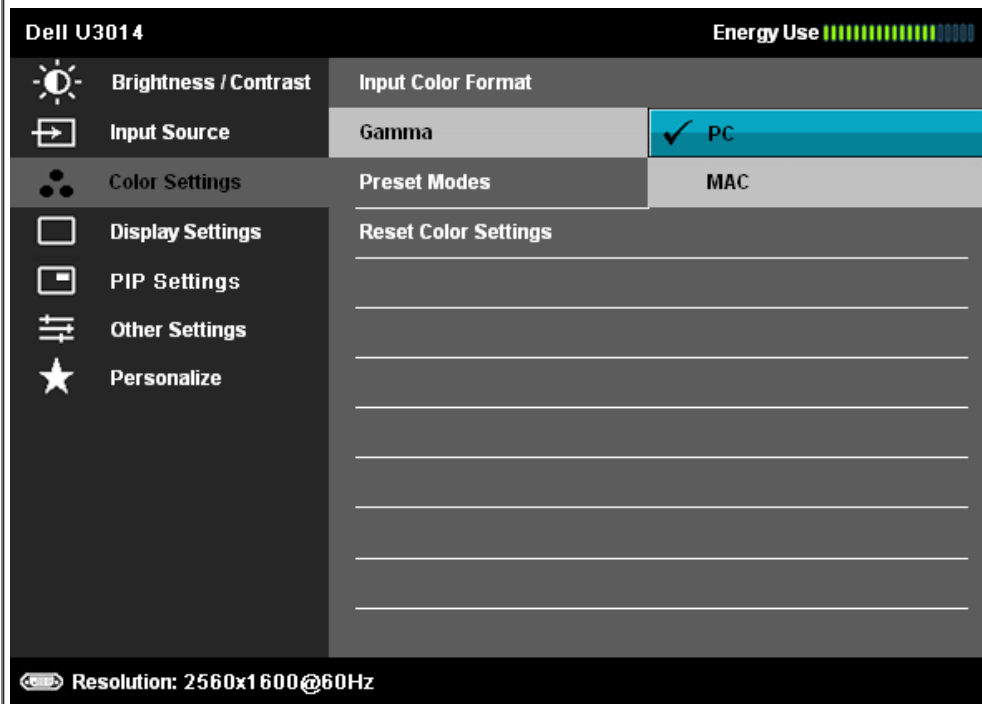 Dell U3014 Energy Use
Brightness / Contrast Input Color Format
Input Source Gamma PC
Color Settings Preset Modes MAC
Display Settings Reset Color Settings
PIP Settings
Other Settings
Personalize
Resolution: 2560x1600@60Hz